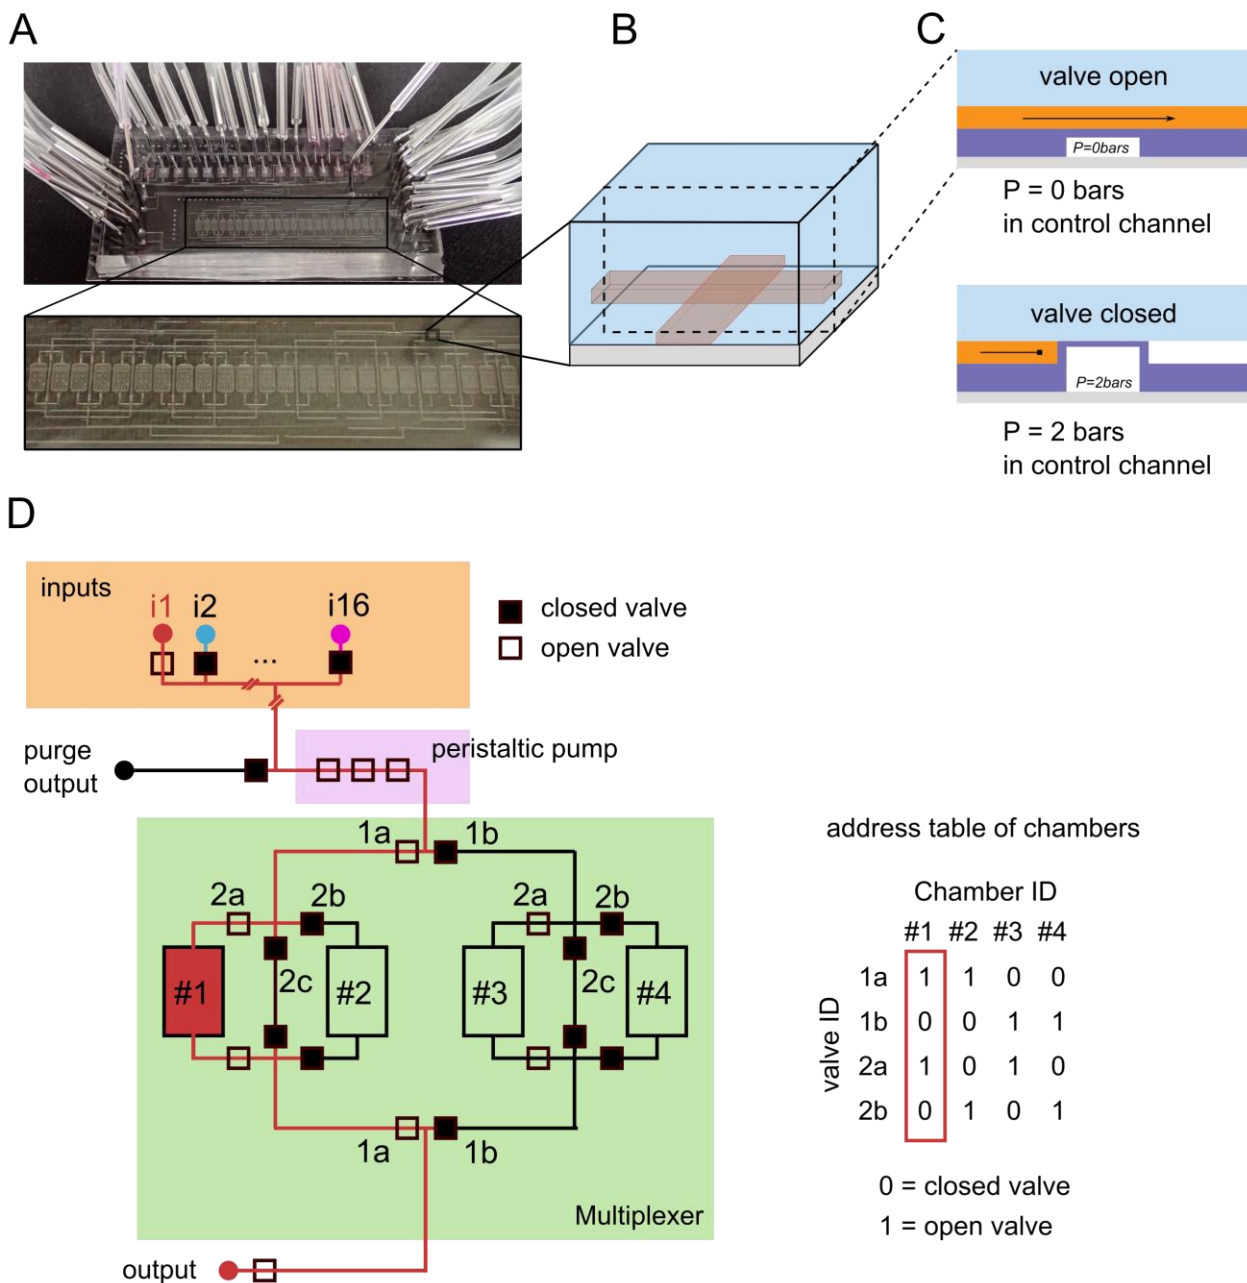 A
B
C
valve open
P=0bars
P = 0 bars
in control channel
valve closed
P=2bars
P = 2 bars
in control channel
D
inputs
i1 i2 i16
...
closed valve
open valve
purge
output
peristaltic pump
1a 1b
2a 2b 2a 2b
#1 2c #2 #3 2c #4
1a 1b
Multiplexer
output
address table of chambers
Chamber ID
#1 #2 #3 #4
valve ID
1a 1 1 0 0
1b 0 0 1 1
2a 1 0 1 0
2b 0 1 0 1
0 = closed valve
1 = open valve